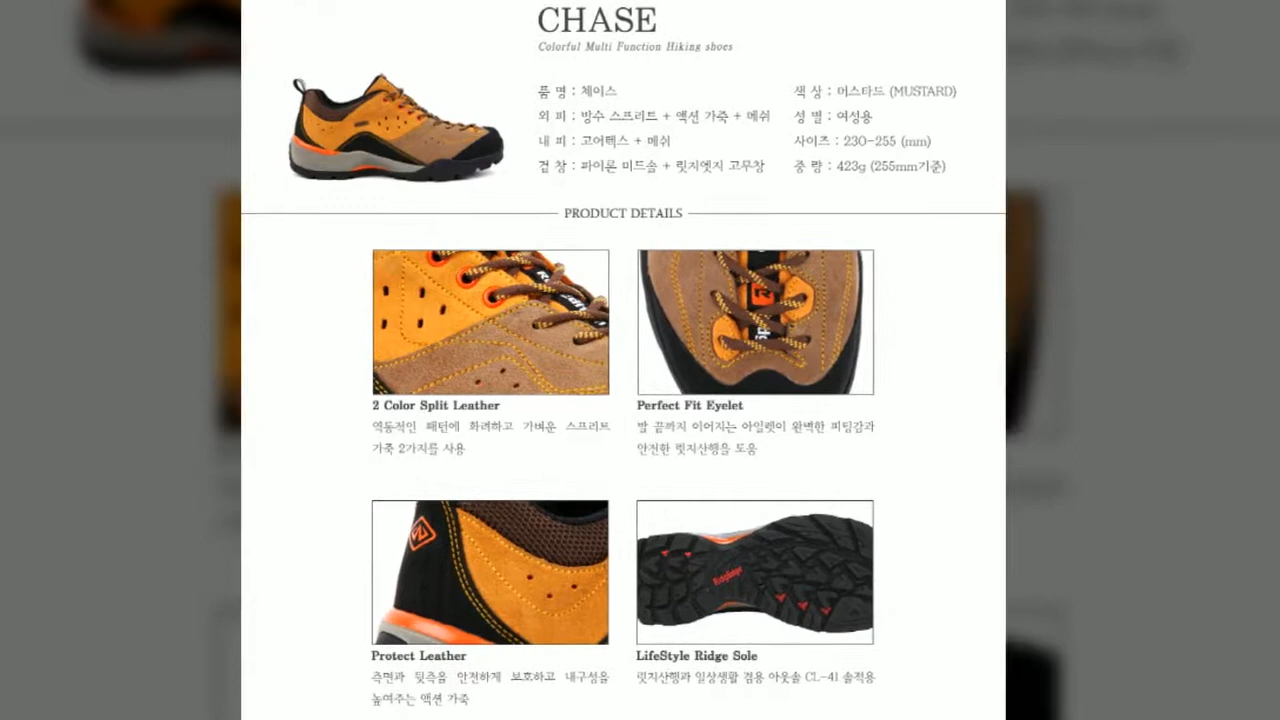 CHASE
Colorful Multi Function Hiking shoes
품 명 : 체이스
색 상 : 머스타드 (MUSTARD)
외 피 : 방수 스프리트 + 액션 가죽 + 메쉬
성 별 : 여성용
내 피 : 고어텍스 + 메쉬
사이즈 : 230-255 (mm)
겉 창 : 파이론 미드솔 + 릿지엣지 고무창
중 량 : 423g (255mm기준)
PRODUCT DETAILS
2 Color Split Leather
역동적인 패턴에 화려하고 가벼운 스프리트
가죽 2가지를 사용
Perfect Fit Eyelet
발 끝까지 이어지는 아일렛이 완벽한 피팅감과
안전한 릿지산행을 도움
Protect Leather
측면과 뒷측을 안전하게 보호하고 내구성을
높여주는 액션 가죽
LifeStyle Ridge Sole
릿지산행과 일상생활 겸용 아웃솔 CL-41 솔적용